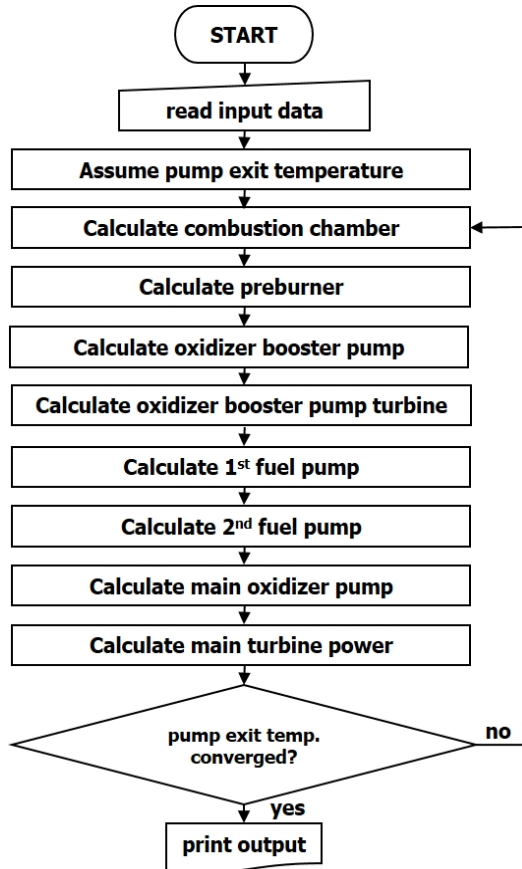 START
read input data
Assume pump exit temperature
Calculate combustion chamber
Calculate preburner
Calculate oxidizer booster pump
Calculate oxidizer booster pump turbine
Calculate 1st fuel pump
Calculate 2nd fuel pump
Calculate main oxidizer pump
Calculate main turbine power
pump exit temp.
converged?
no
yes
print output